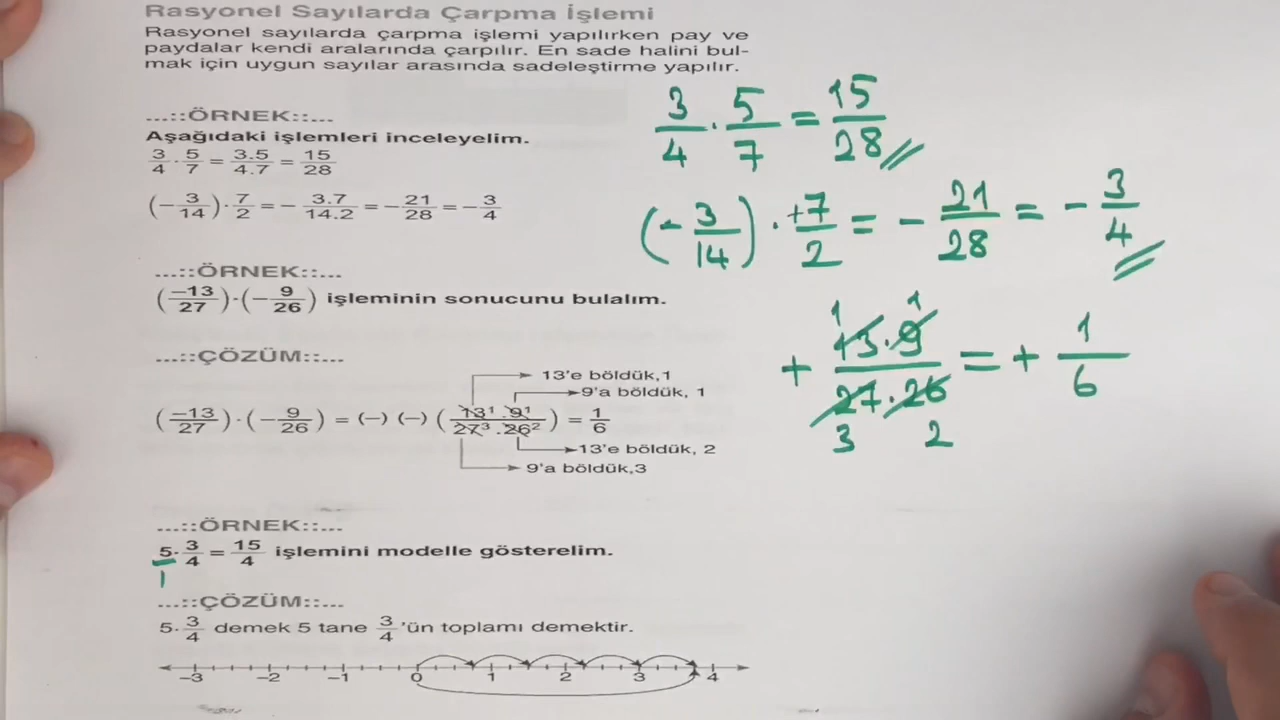 Rasyonel Sayılarda Çarpma İşlemi
Rasyonel sayılarda çarpma işlemi yapılırken pay ve
paydalar kendi aralarında çarpılır. En sade halini bul-
mak için uygun sayılar arasında sadeleştirme yapılır.
...::ÖRNEK::...
Aşağıdaki işlemleri inceleyelim.
3/4 . 5/7 = 3.5/4.7 = 15/28
(-3/14) . 7/2 = - 3.7/14.2 = - 21/28 = - 3/4
...::ÖRNEK::...
(-13/27) . (-9/26) işleminin sonucunu bulalım.
...::ÇÖZÜM::...
13'e böldük,1
9'a böldük, 1
(-13/27) . (-9/26) = (-) (-) (13¹ . 9¹/27³ . 26²) = 1/6
13'e böldük, 2
9'a böldük,3
...::ÖRNEK::...
5 . 3/4 = 15/4 işlemini modelle gösterelim.
1
...::ÇÖZÜM::...
5 . 3/4 demek 5 tane 3/4 'ün toplamı demektir.
-3 -2 -1 0 1 2 3 4
3/4 . 5/7 = 15/28
(-3/14) . +7/2 = - 21/28 = - 3/4
1 1
+ 13 . 9/27 . 26 = + 1/6
3 2